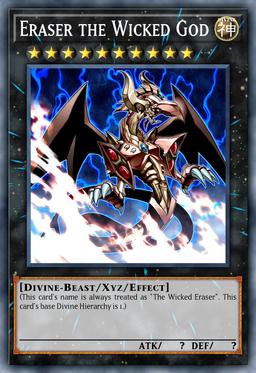 Eraser the Wicked God
神
[Divine-Beast/Xyz/Effect]
(This card's name is always treated as "The Wicked Eraser". This
card's base Divine Hierarchy is 1.)
ATK/ ? DEF/ ?